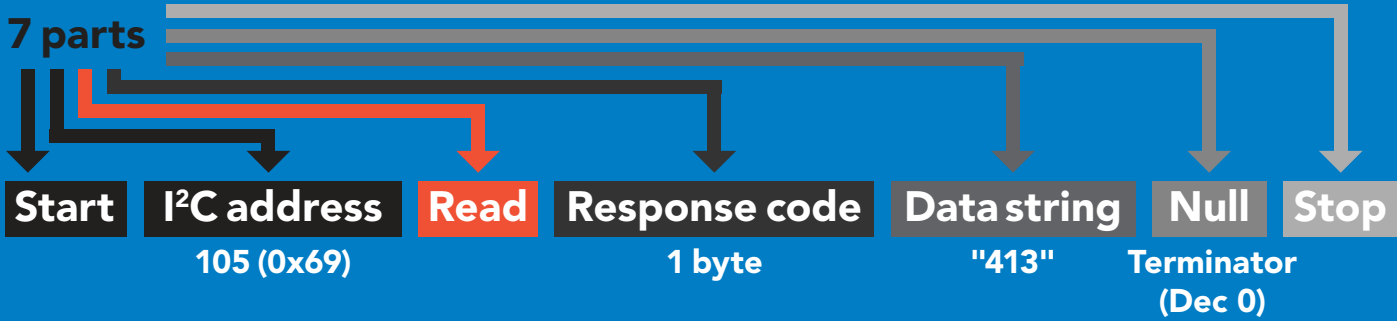 7 parts
Start I²C address Read Response code Data string Null Stop
105 (0x69) 1 byte "413" Terminator
(Dec 0)